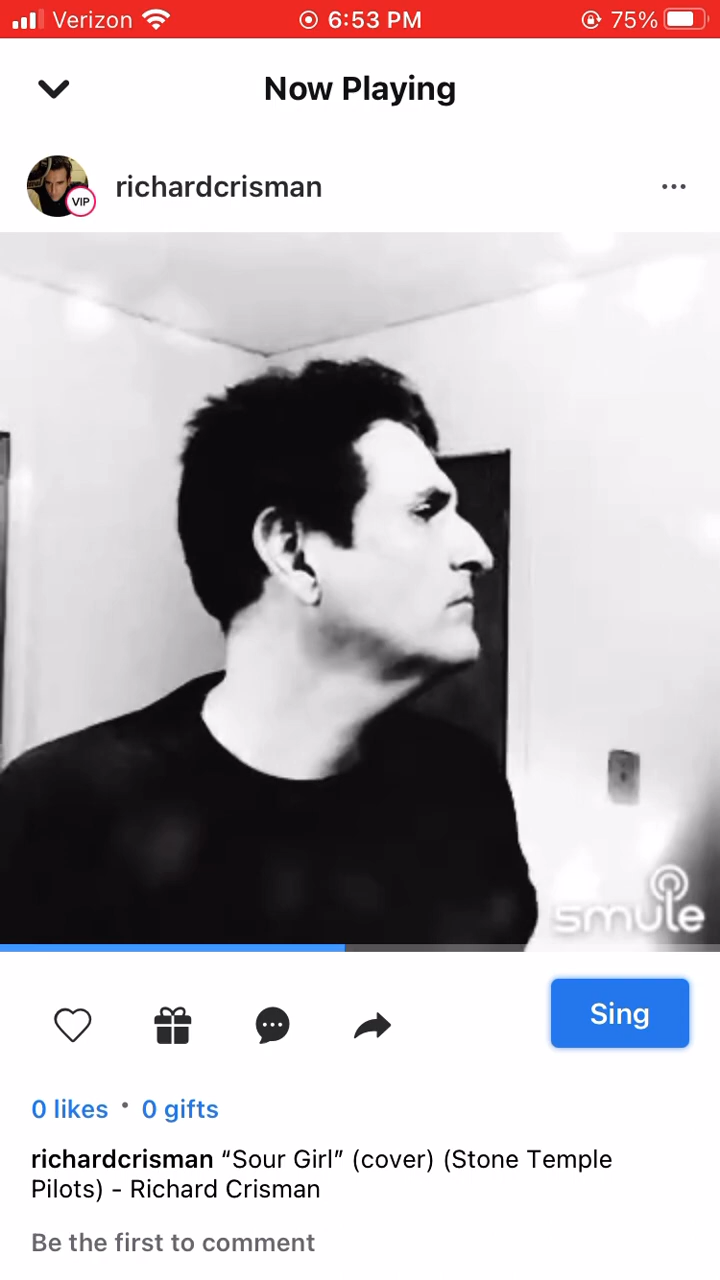 Verizon 6:53 PM 75%
Now Playing
richardcrisman
VIP
smule
Sing
0 likes • 0 gifts
richardcrisman “Sour Girl” (cover) (Stone Temple
Pilots) - Richard Crisman
Be the first to comment